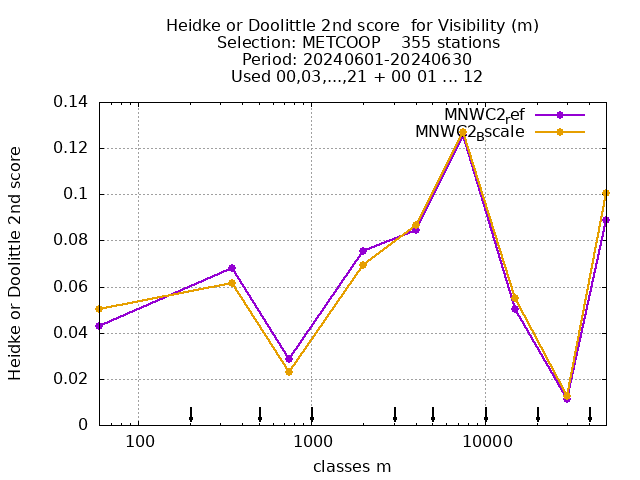 Heidke or Doolittle 2nd score  for Visibility (m)
Selection: METCOOP    355 stations
Period: 20240601-20240630
Used 00,03,...,21 + 00 01 ... 12
MNWC2ref
MNWC2Bscale
0.14
0.12
0.1
0.08
0.06
0.04
0.02
0
Heidke or Doolittle 2nd score
100
1000
10000
classes m